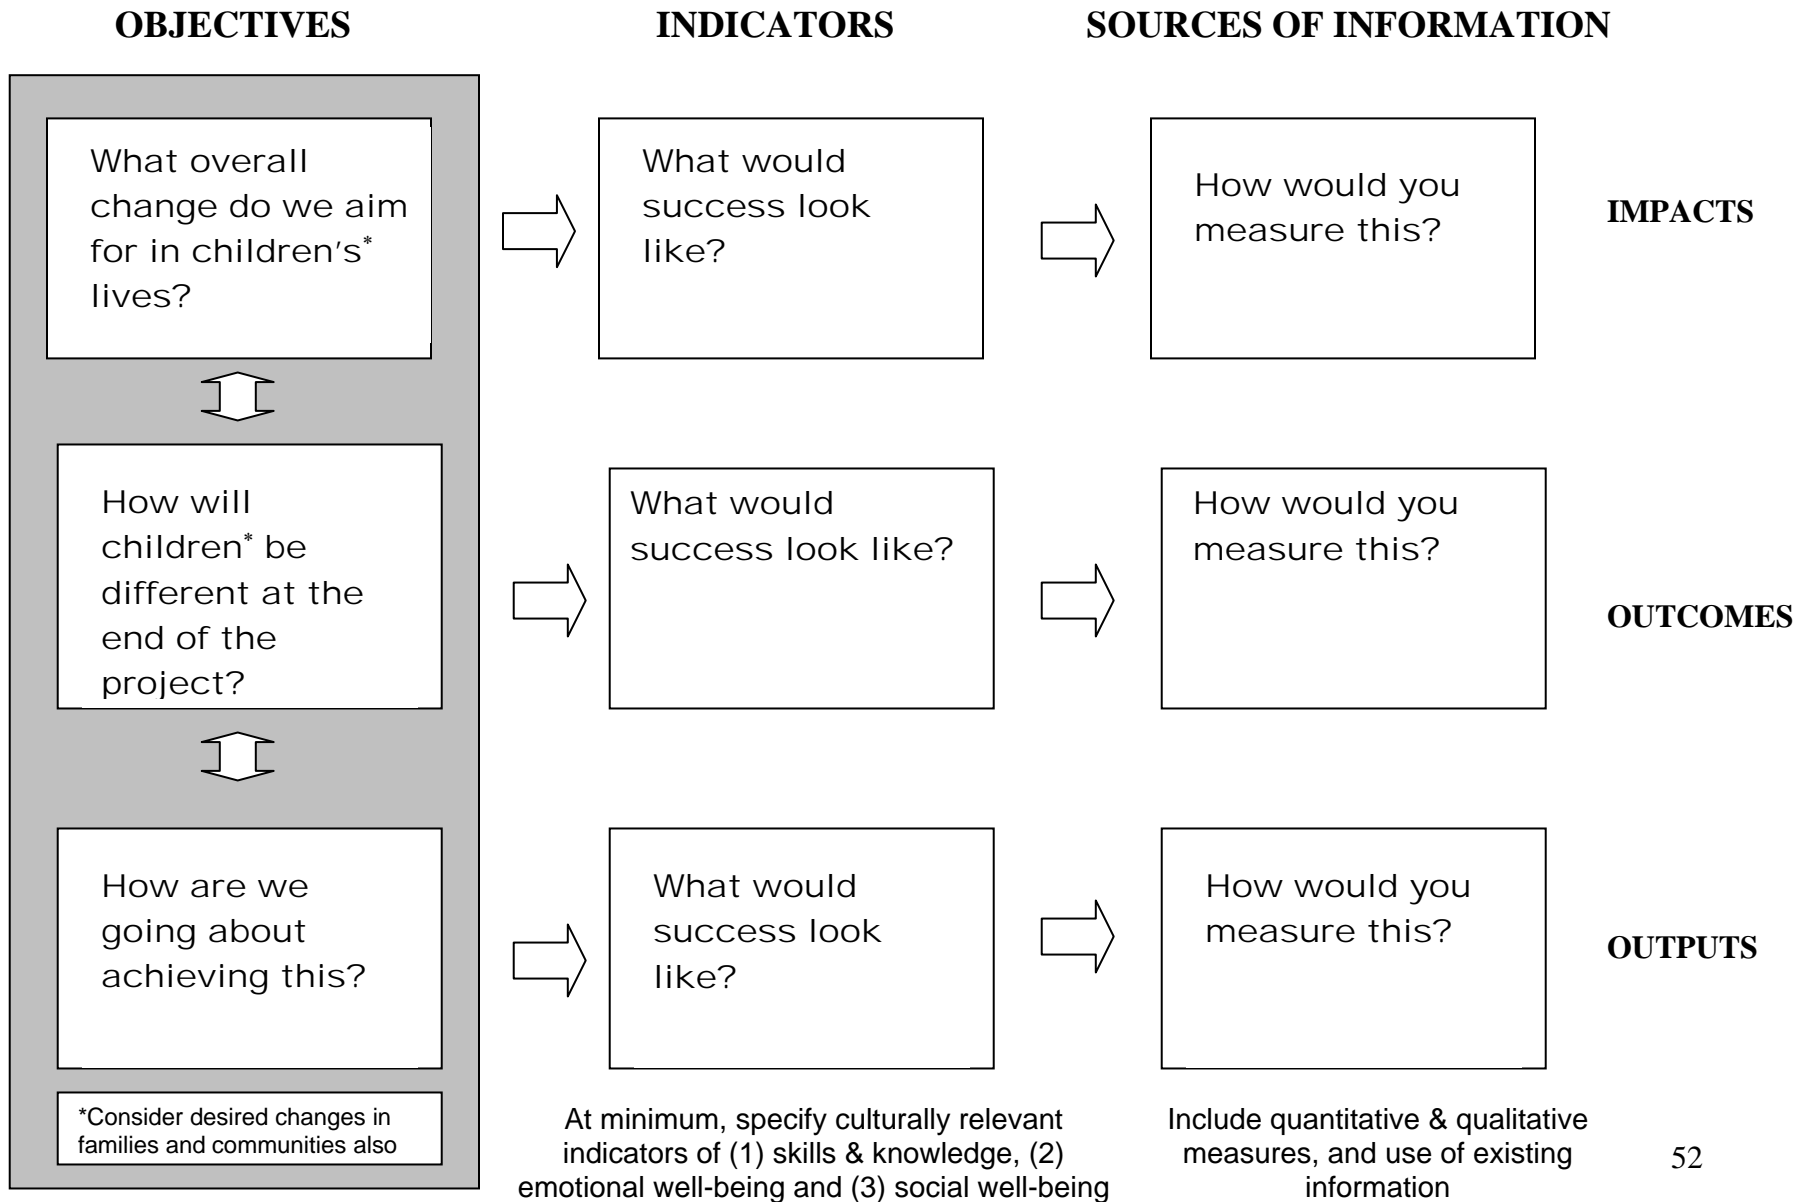 OBJECTIVES
INDICATORS
SOURCES OF INFORMATION
What overall
change do we aim
for in children's*
lives?
What would
success look
like?
How would you
measure this?
IMPACTS
How will
children* be
different at the
end of the
project?
What would
success look like?
How would you
measure this?
OUTCOMES
How are we
going about
achieving this?
What would
success look
like?
How would you
measure this?
OUTPUTS
*Consider desired changes in
families and communities also
At minimum, specify culturally relevant
indicators of (1) skills & knowledge, (2)
emotional well-being and (3) social well-being
Include quantitative & qualitative
measures, and use of existing
information
52